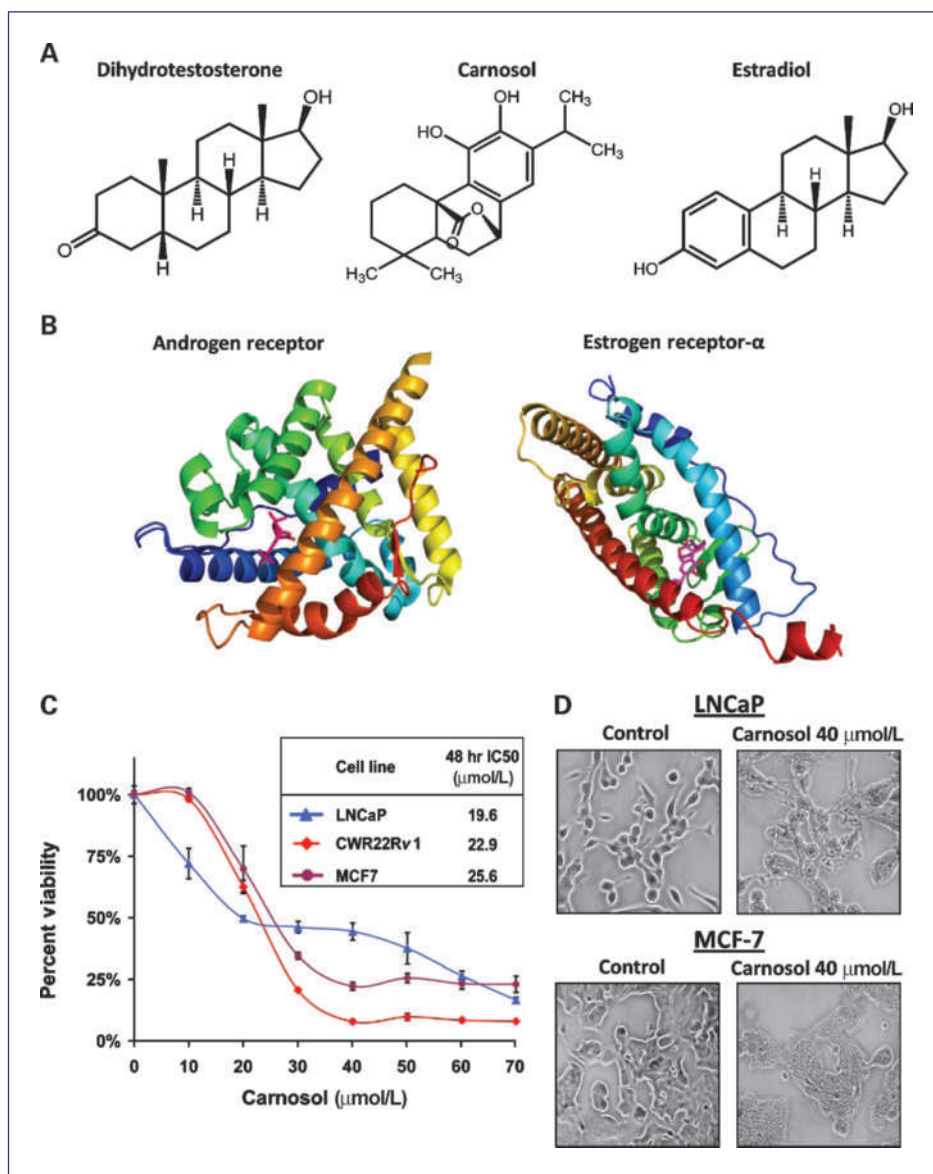 A
Dihydrotestosterone
Carnosol
Estradiol
OH
H
H
H
H
O
OH
HO
CH₃
CH₃
O
O
H₃C
CH₃
OH
H
H
H
HO
B
Androgen receptor
Estrogen receptor-α
C
Cell line
48 hr IC50
(μmol/L)
LNCaP
19.6
CWR22Rv1
22.9
MCF7
25.6
100%
75%
50%
25%
0%
Percent viability
0 10 20 30 40 50 60 70
Carnosol (μmol/L)
D
LNCaP
Control
Carnosol 40 μmol/L
MCF-7
Control
Carnosol 40 μmol/L